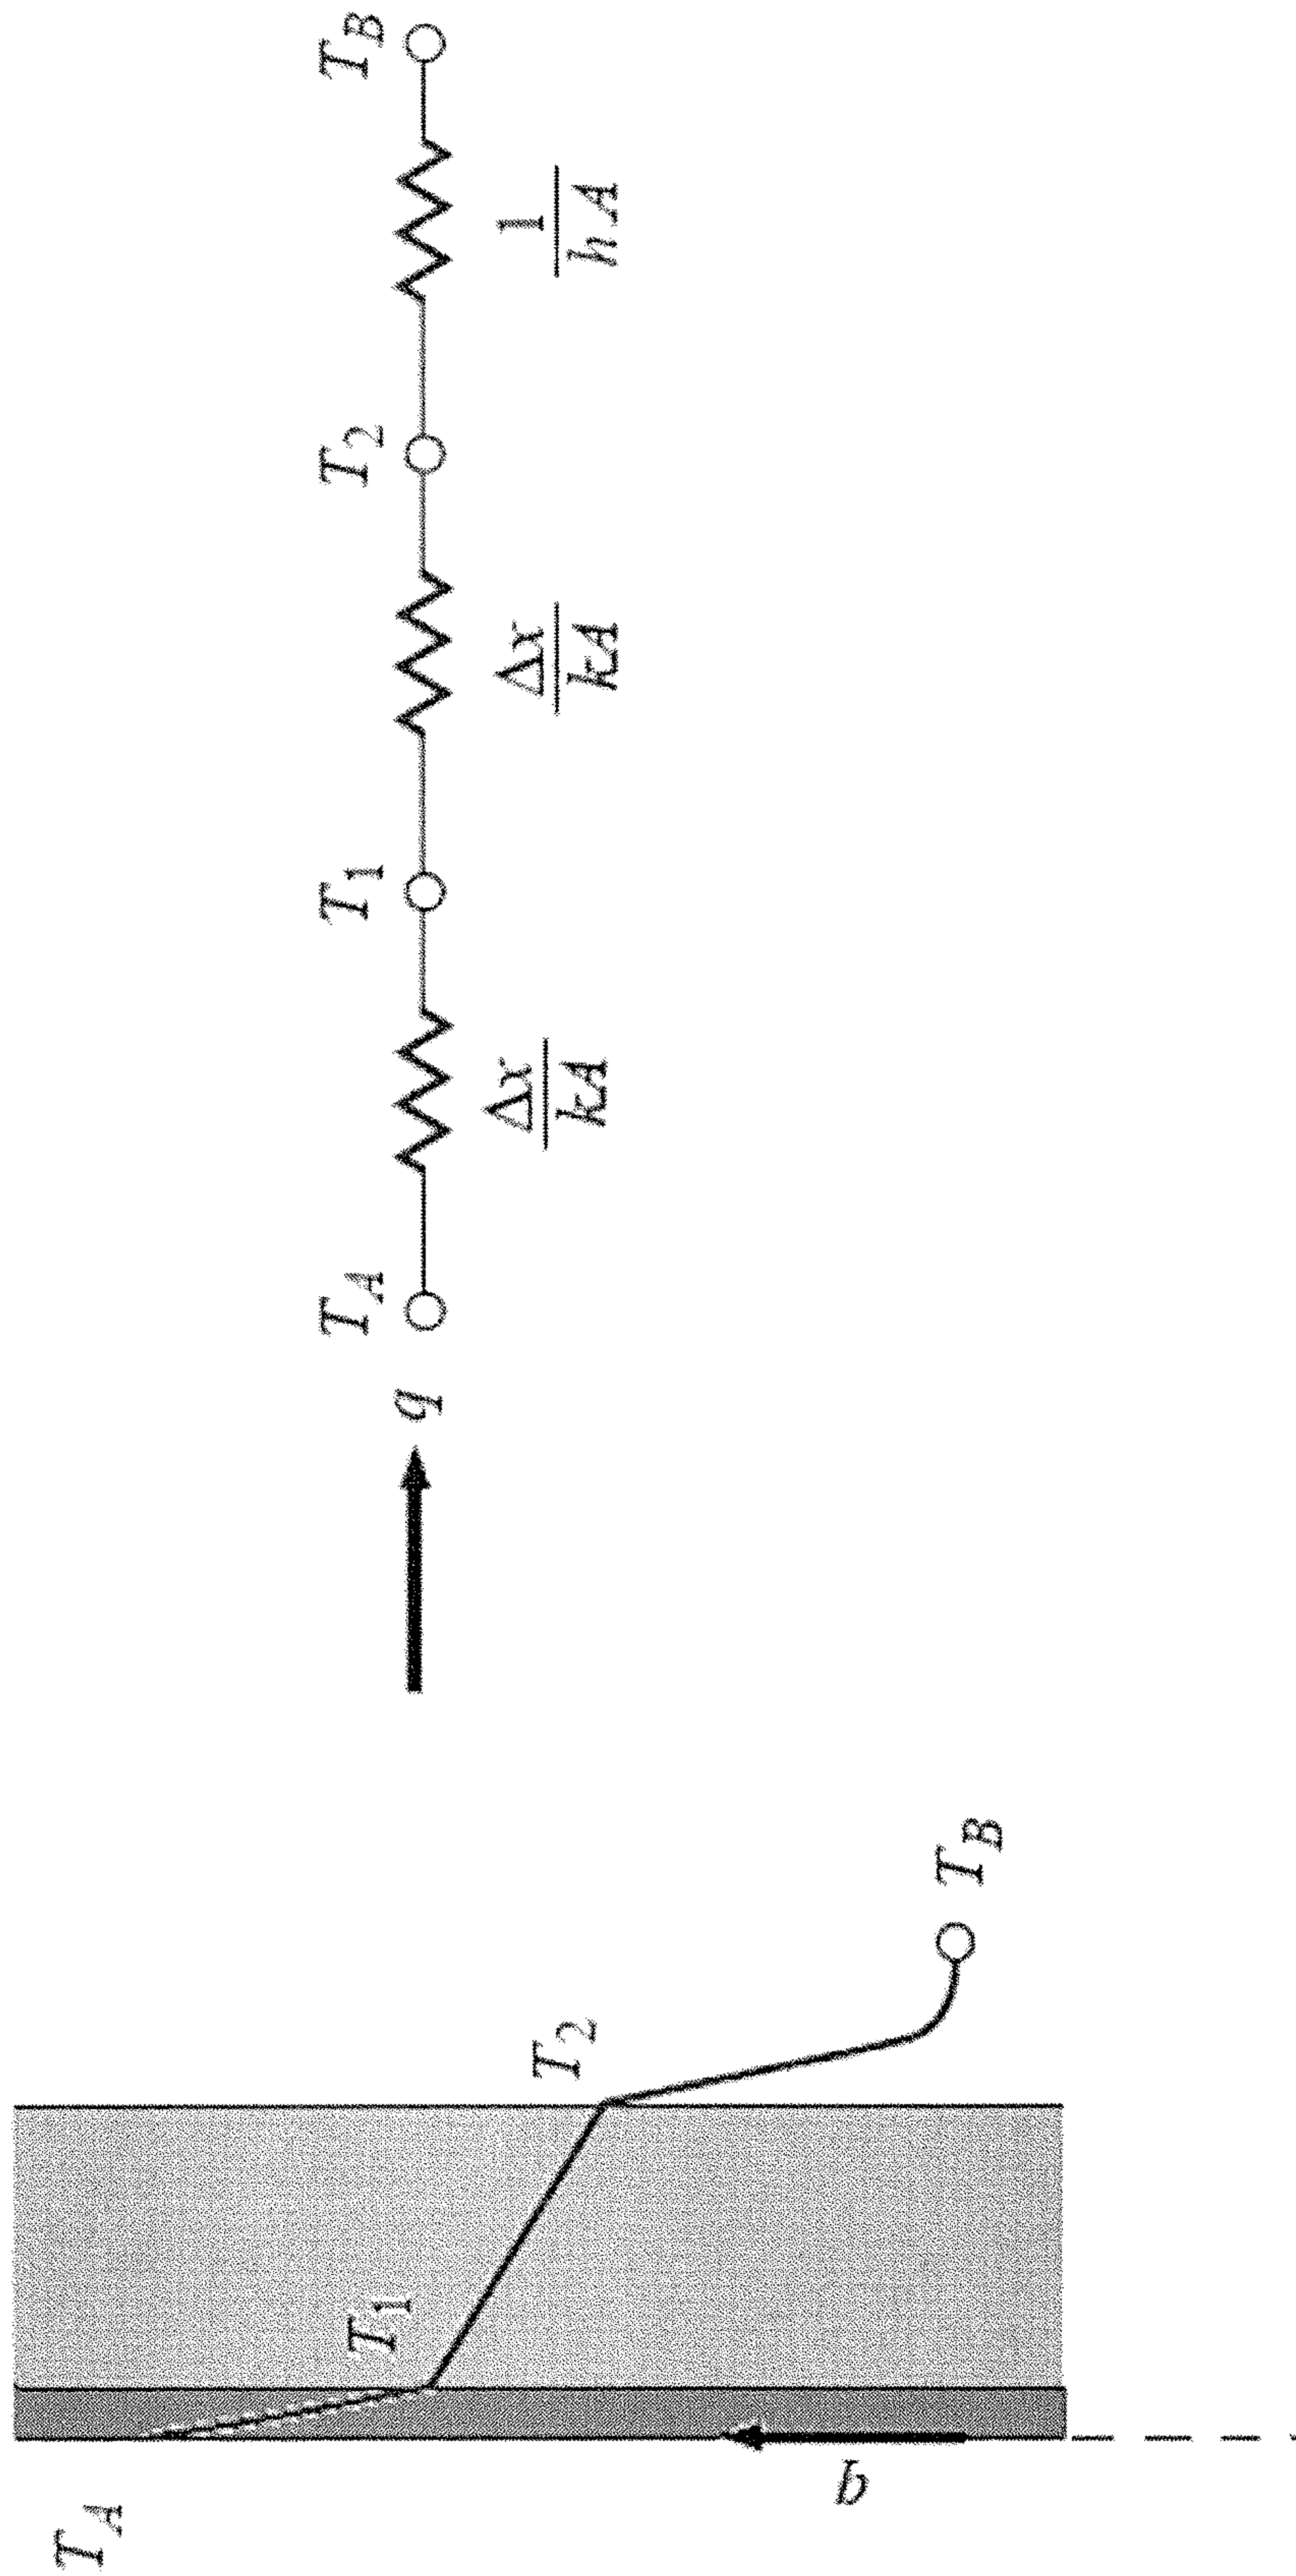 T_A
T_1
T_2
q
T_B
q
T_A
T_1
T_2
T_B
Δx/kA
Δx/kA
1/hA